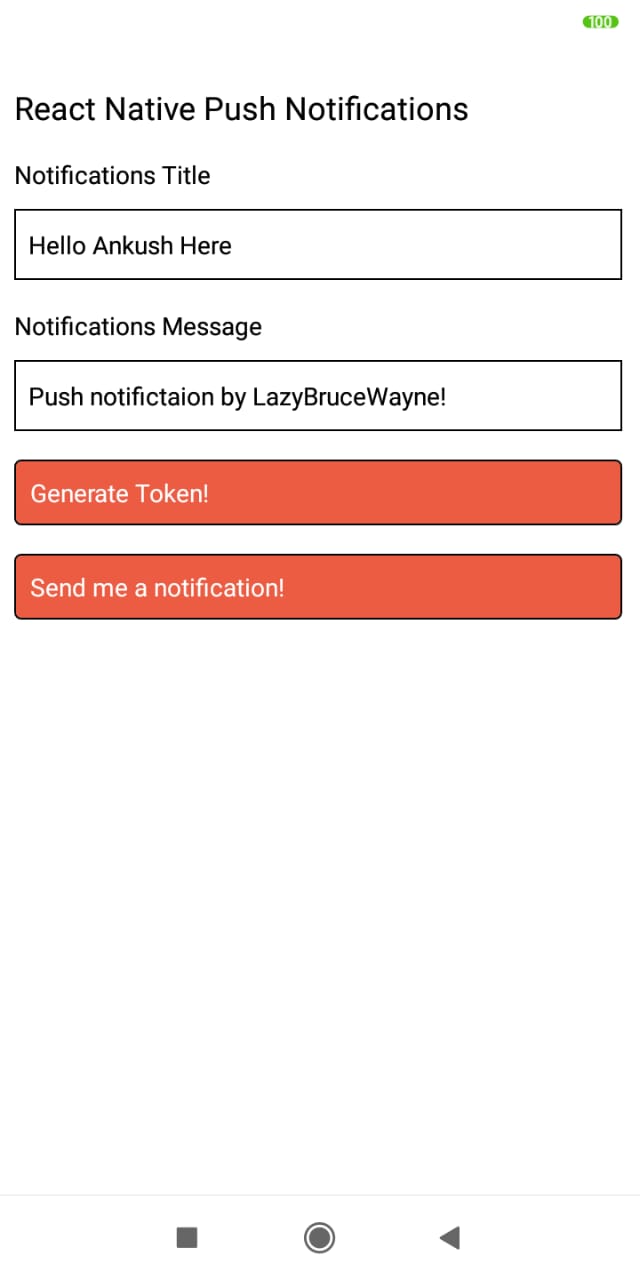 100
React Native Push Notifications
Notifications Title
Hello Ankush Here
Notifications Message
Push notifictaion by LazyBruceWayne!
Generate Token!
Send me a notification!